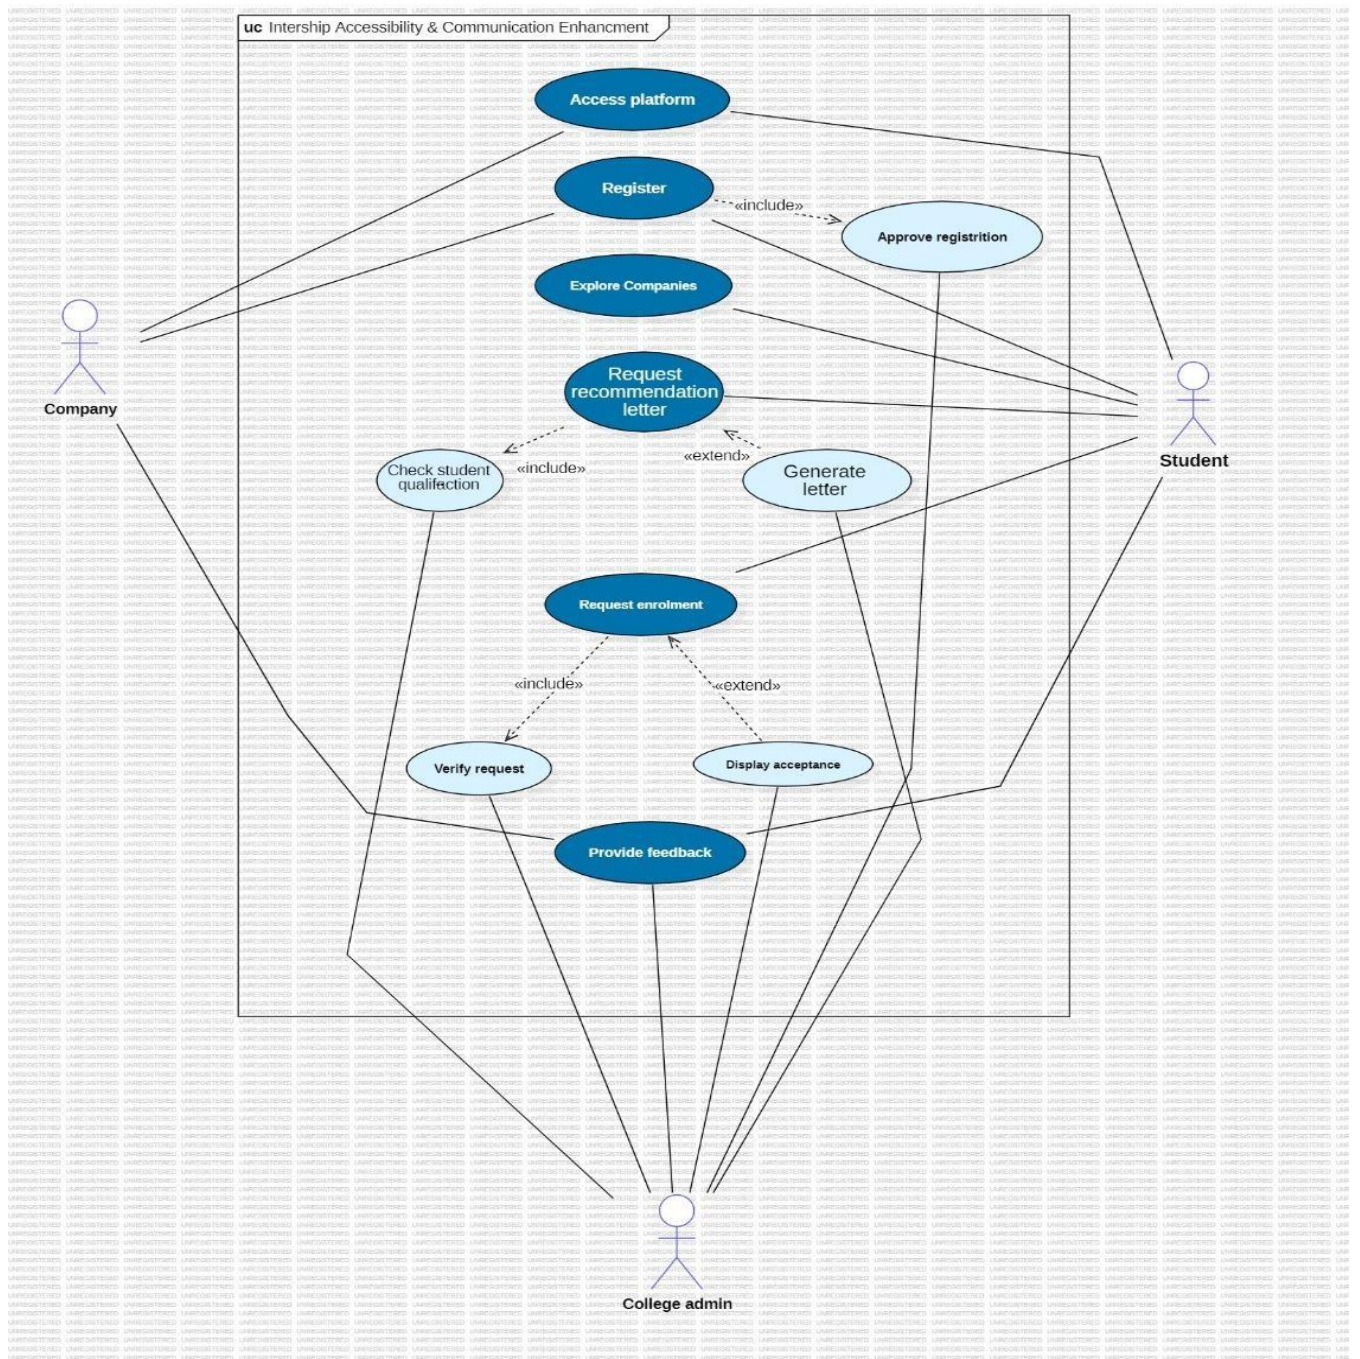 uc Intership Accessibility & Communication Enhancment
Access platform
Register
«include»
Approve registrition
Explore Companies
Request
recommendation
letter
Company
Student
Check student
qualifaction
«include»
«extend»
Generate
letter
Request enrolment
«include»
«extend»
Verify request
Display acceptance
Provide feedback
College admin
UNREGISTERED